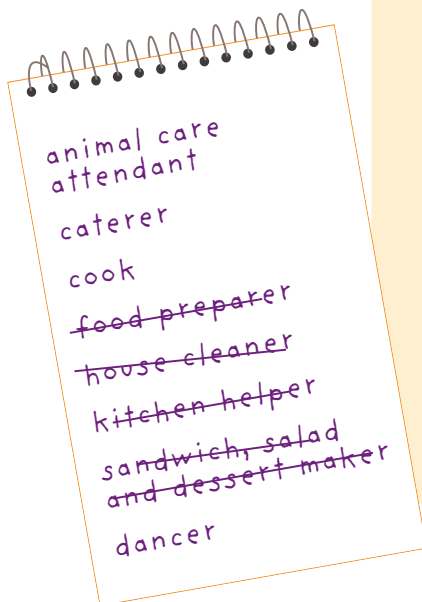 animal care
attendant
caterer
cook
food preparer
house cleaner
kitchen helper
sandwich, salad
and dessert maker
dancer